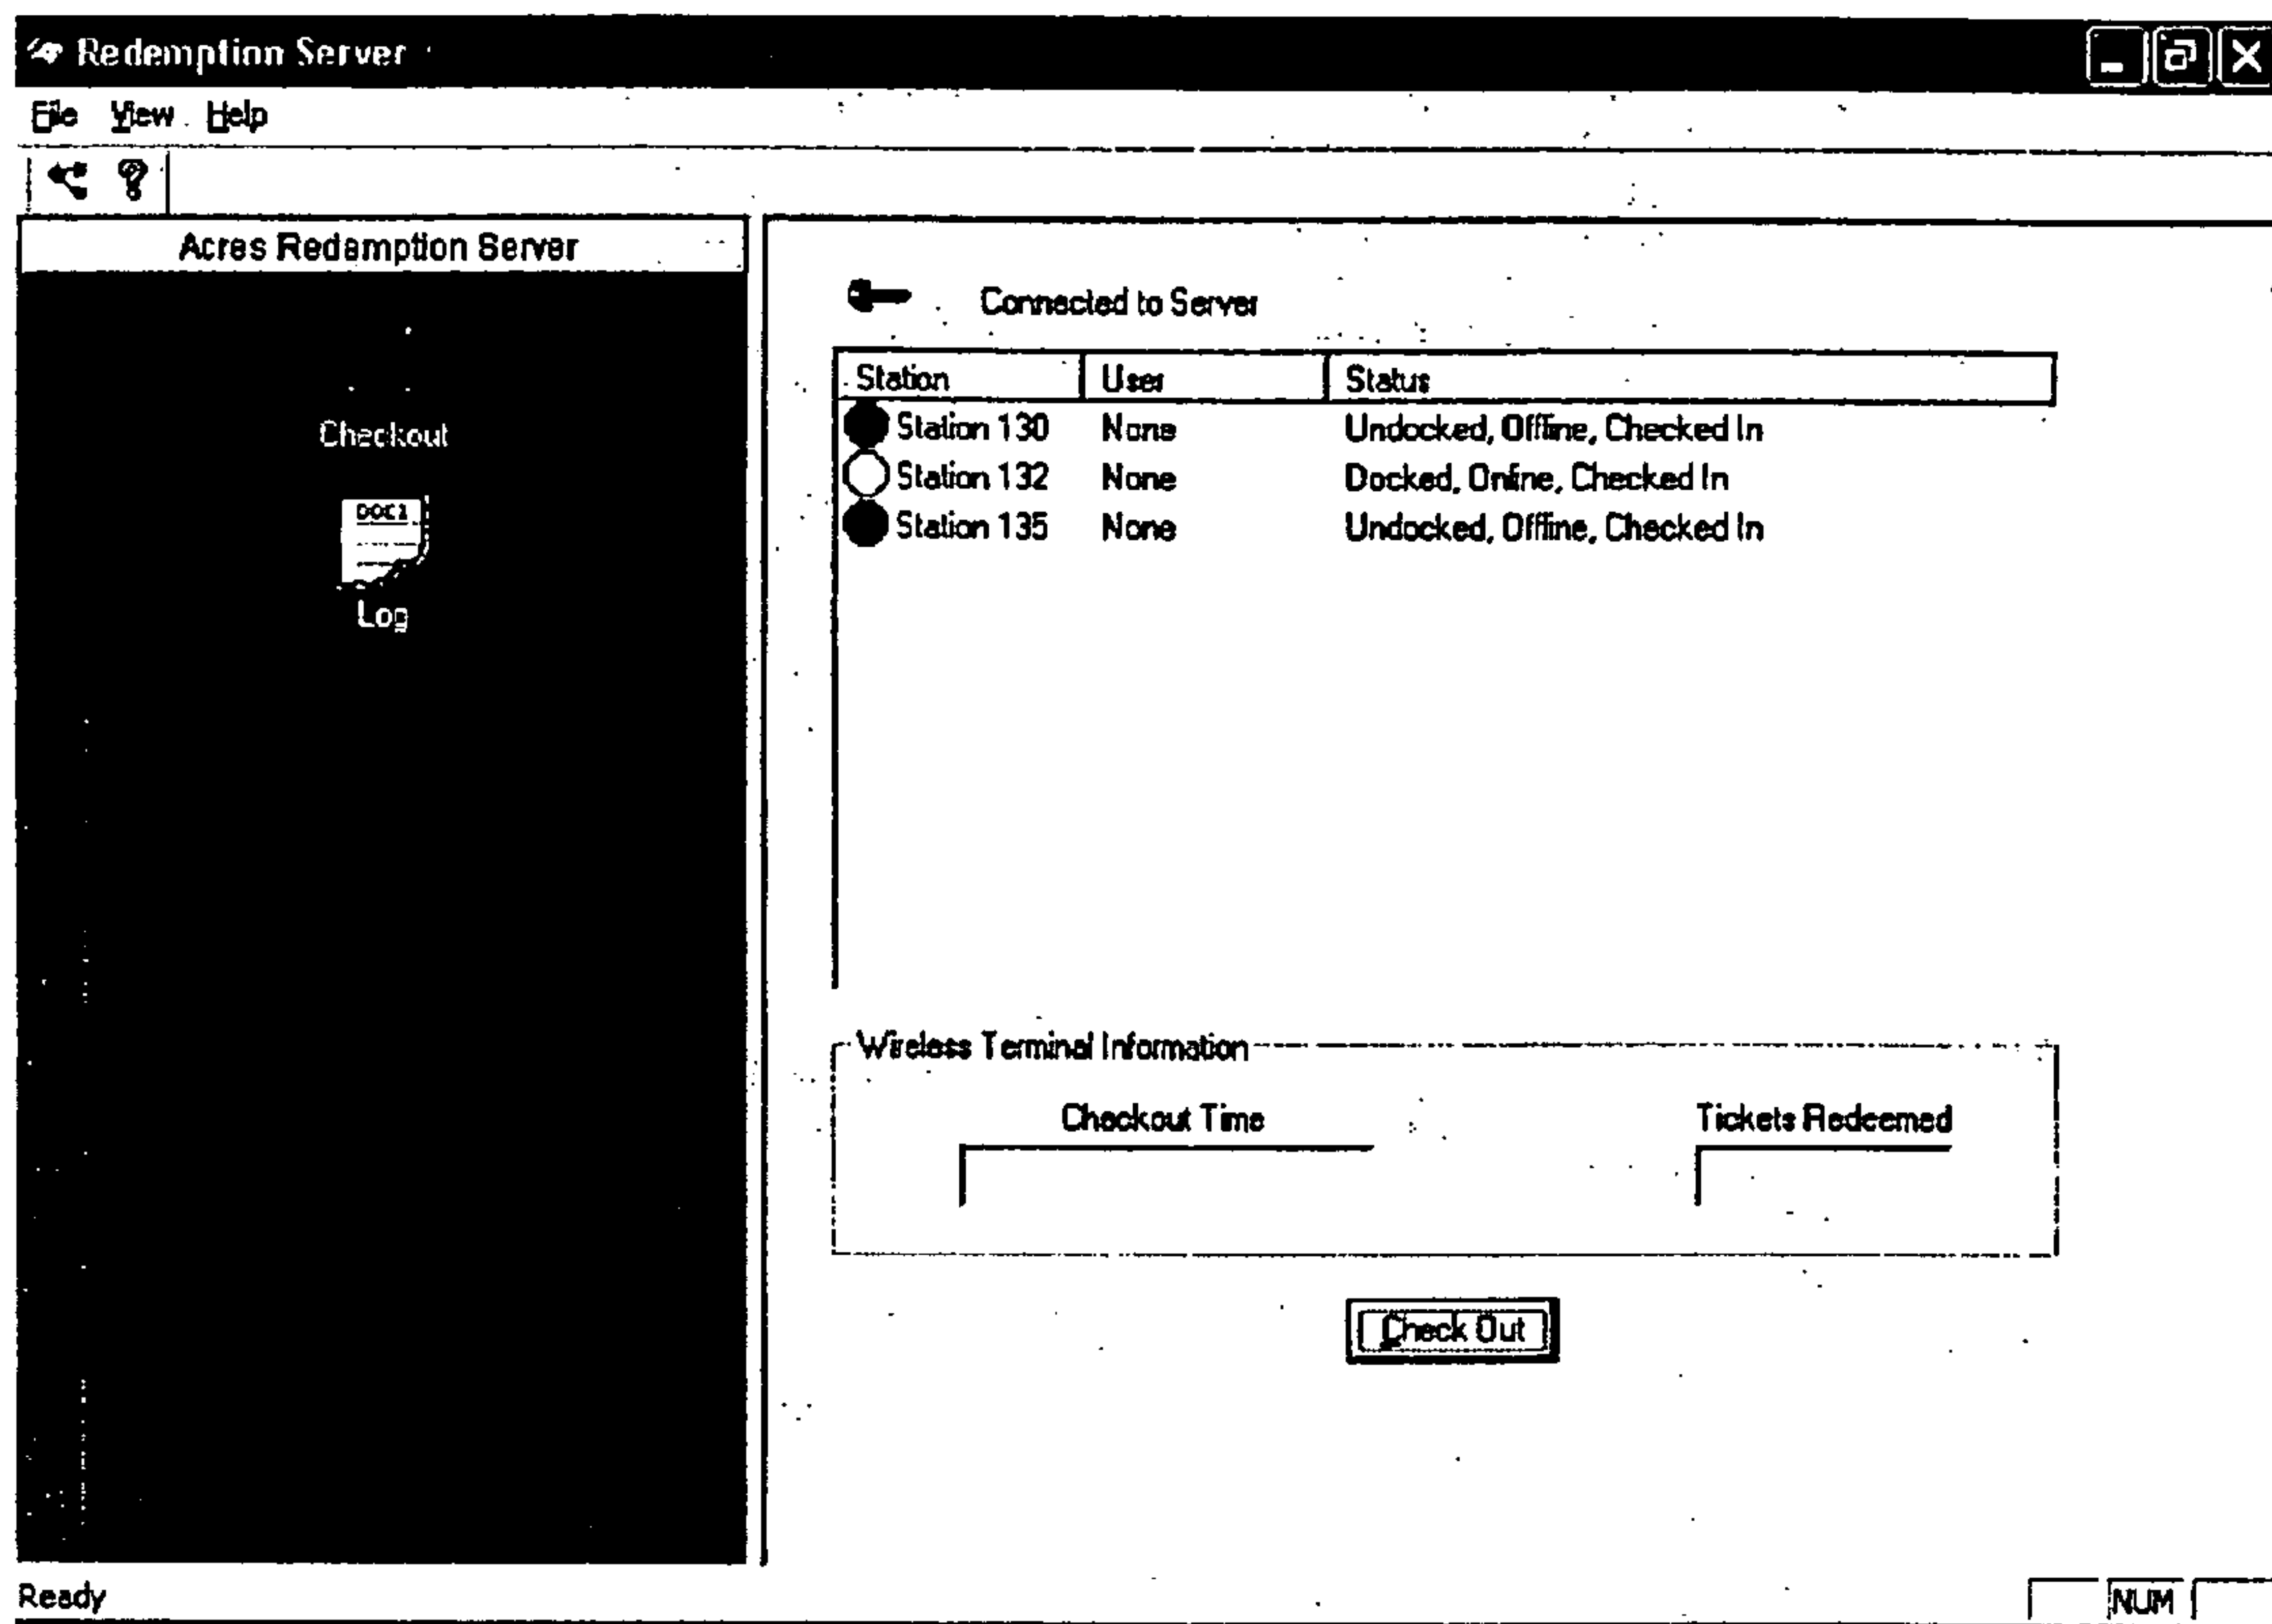 Redemption Server
File View Help
Acres Redemption Server
Checkout
DOC1
Log
Connected to Server
Station User Status
Station 130 None Undocked, Offline, Checked In
Station 132 None Docked, Online, Checked In
Station 135 None Undocked, Offline, Checked In
Wireless Terminal Information
Checkout Time Tickets Redeemed
Check Out
Ready NUM